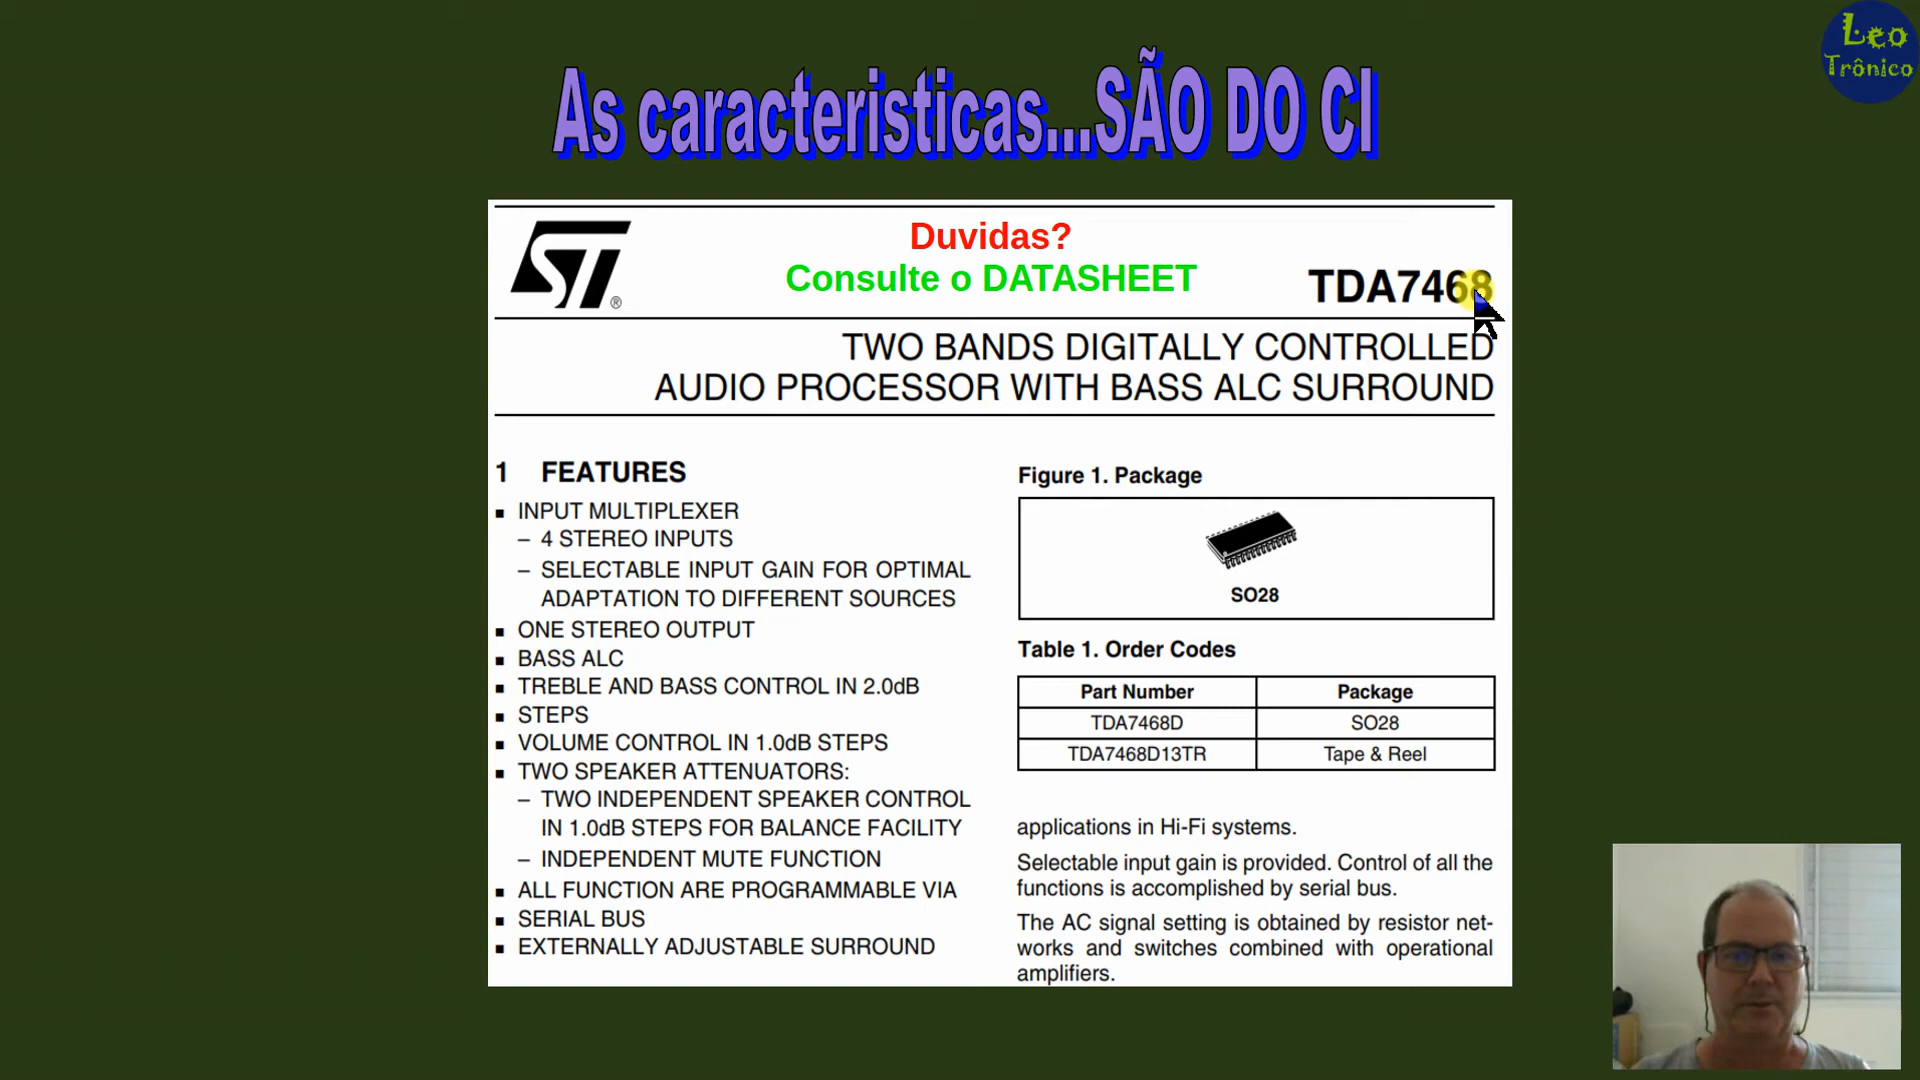 Leo
Trônico
As caracteristicas...SÃO DO CI
ST®
Duvidas?
Consulte o DATASHEET
TDA7468
TWO BANDS DIGITALLY CONTROLLED
AUDIO PROCESSOR WITH BASS ALC SURROUND
1 FEATURES
■ INPUT MULTIPLEXER
– 4 STEREO INPUTS
– SELECTABLE INPUT GAIN FOR OPTIMAL
ADAPTATION TO DIFFERENT SOURCES
■ ONE STEREO OUTPUT
■ BASS ALC
■ TREBLE AND BASS CONTROL IN 2.0dB
■ STEPS
■ VOLUME CONTROL IN 1.0dB STEPS
■ TWO SPEAKER ATTENUATORS:
– TWO INDEPENDENT SPEAKER CONTROL
IN 1.0dB STEPS FOR BALANCE FACILITY
– INDEPENDENT MUTE FUNCTION
■ ALL FUNCTION ARE PROGRAMMABLE VIA
■ SERIAL BUS
■ EXTERNALLY ADJUSTABLE SURROUND
Figure 1. Package
SO28
Table 1. Order Codes
Part Number Package
TDA7468D SO28
TDA7468D13TR Tape & Reel
applications in Hi-Fi systems.
Selectable input gain is provided. Control of all the
functions is accomplished by serial bus.
The AC signal setting is obtained by resistor net-
works and switches combined with operational
amplifiers.